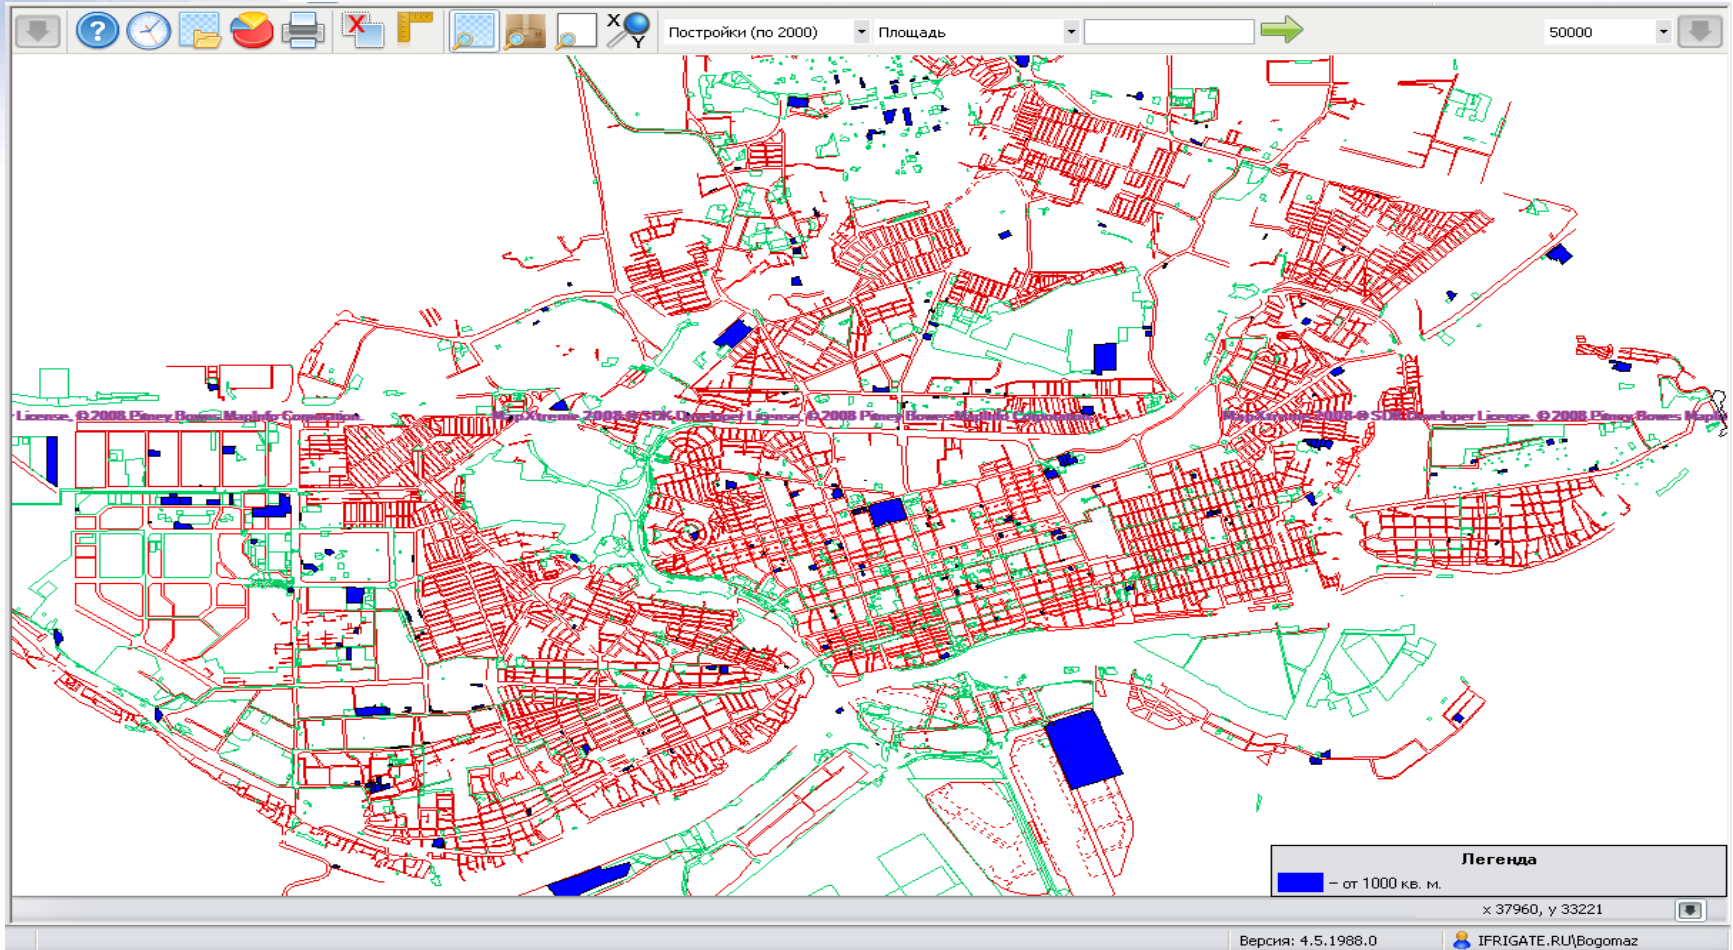 X
X
Y
Постройки (по 2000)
Площадь
50000
License, © 2008 Pitney Bowes MapInfo Corporation.
MapXtreme 2008 ® SDK Developer License, © 2008 Pitney Bowes MapInfo Corporation.
MapXtreme 2008 ® SDK Developer License, © 2008 Pitney Bowes MapIn
Легенда
– от 1000 кв. м.
x 37960, y 33221
Версия: 4.5.1988.0
IFRIGATE.RU\Bogomaz